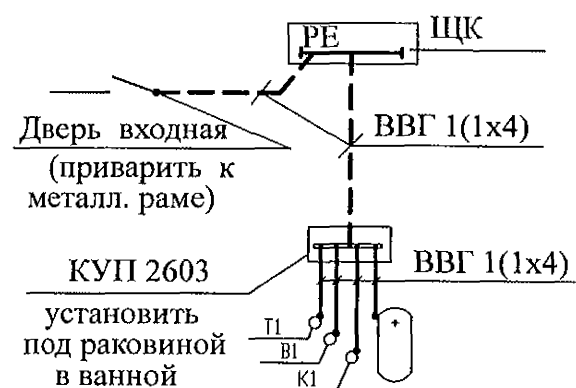 РЕ
ЩК
Дверь входная
(приварить к
металл. раме)
ВВГ 1(1х4)
КУП 2603
установить
под раковиной
в ванной
ВВГ 1(1х4)
Т1
В1
К1
+